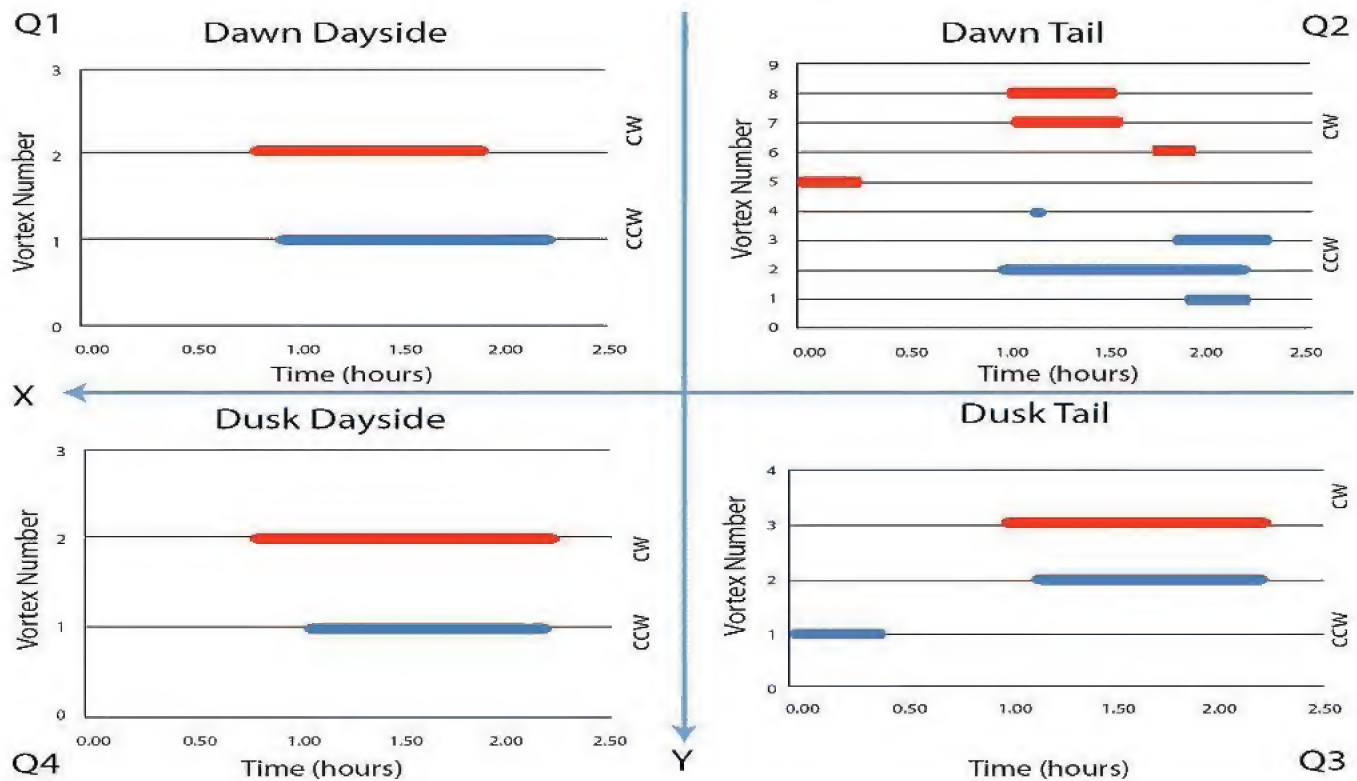 Q1
Dawn Dayside
3
2
1
0
Vortex Number
CW
CCW
0.00 0.50 1.00 1.50 2.00 2.50
Time (hours)
Dawn Tail
Q2
9
8
7
6
5
4
3
2
1
0
Vortex Number
CW
CCW
0.00 0.50 1.00 1.50 2.00 2.50
Time (hours)
X
Dusk Dayside
3
2
1
0
Vortex Number
CW
CCW
0.00 0.50 1.00 1.50 2.00 2.50
Time (hours)
Q4
Y
Dusk Tail
4
3
2
1
0
Vortex Number
CW
CCW
0.00 0.50 1.00 1.50 2.00 2.50
Time (hours)
Q3